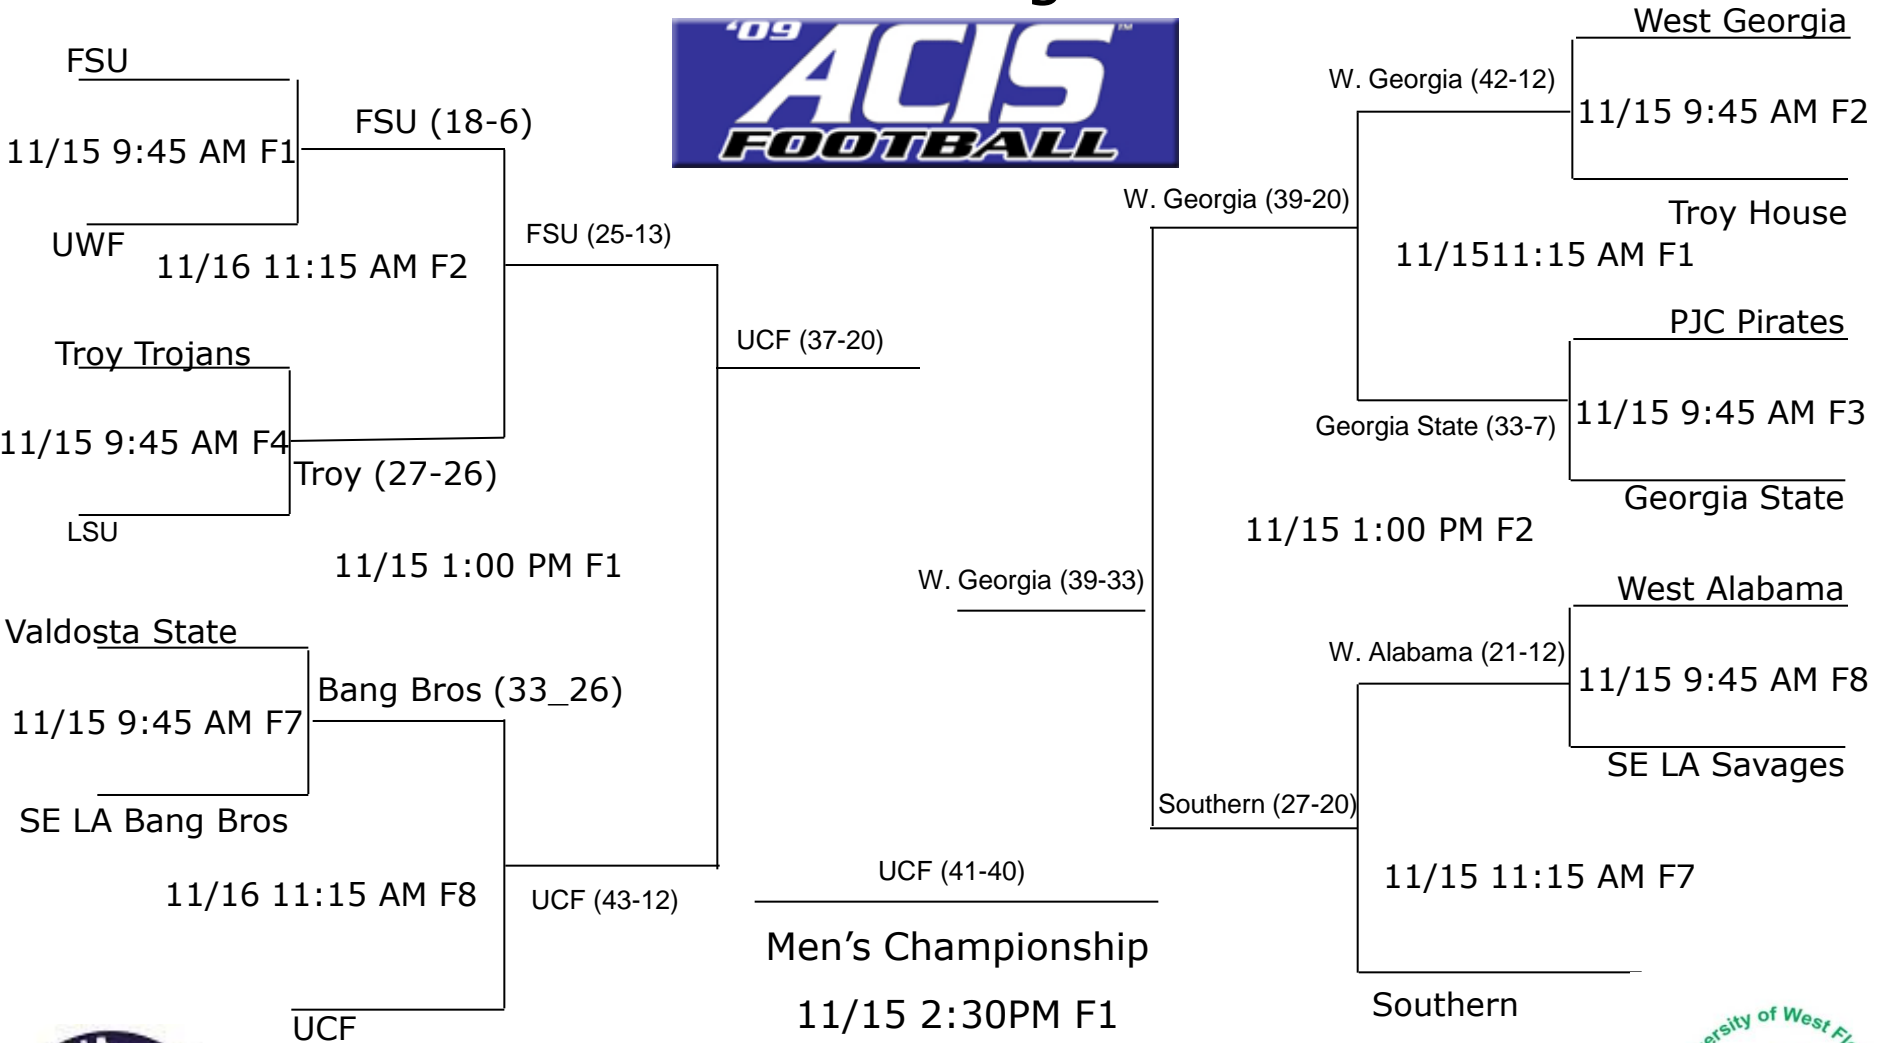 '09 ACIS™
FOOTBALL
FSU
11/15 9:45 AM F1
UWF
FSU (18-6)
11/16 11:15 AM F2
Troy Trojans
11/15 9:45 AM F4
LSU
Troy (27-26)
FSU (25-13)
11/15 1:00 PM F1
Valdosta State
11/15 9:45 AM F7
SE LA Bang Bros
Bang Bros (33_26)
11/16 11:15 AM F8
UCF
UCF (43-12)
UCF (37-20)
W. Georgia (39-33)
UCF (41-40)
Men’s Championship
11/15 2:30PM F1
West Georgia
W. Georgia (42-12)
11/15 9:45 AM F2
Troy House
W. Georgia (39-20)
11/1511:15 AM F1
PJC Pirates
11/15 9:45 AM F3
Georgia State (33-7)
Georgia State
11/15 1:00 PM F2
West Alabama
W. Alabama (21-12)
11/15 9:45 AM F8
SE LA Savages
Southern (27-20)
11/15 11:15 AM F7
Southern
of West